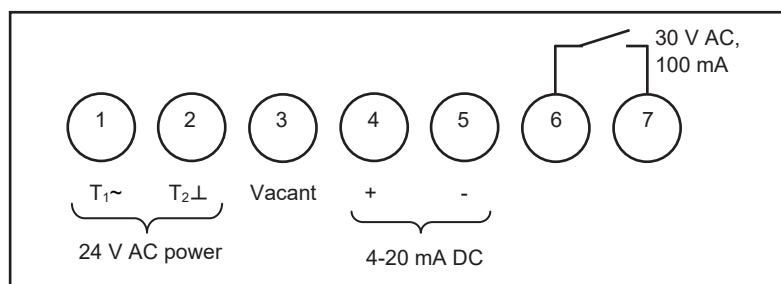 30 V AC,
100 mA
1 2 3 4 5 6 7
T₁~ T₂⊥ Vacant + -
24 V AC power
4-20 mA DC